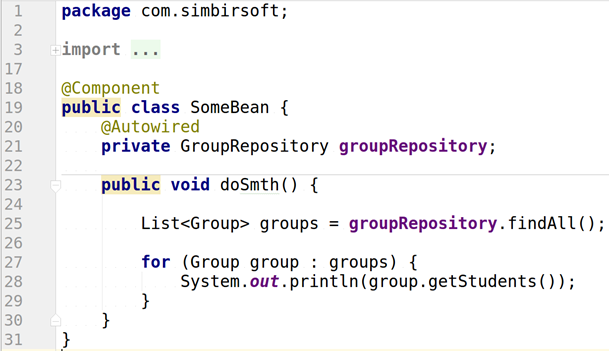 1 package com.simbirsoft;
2
3 import ...
17
18 @Component
19 public class SomeBean {
20     @Autowired
21     private GroupRepository groupRepository;
22
23     public void doSmth() {
24
25         List<Group> groups = groupRepository.findAll();
26
27         for (Group group : groups) {
28             System.out.println(group.getStudents());
29         }
30     }
31 }